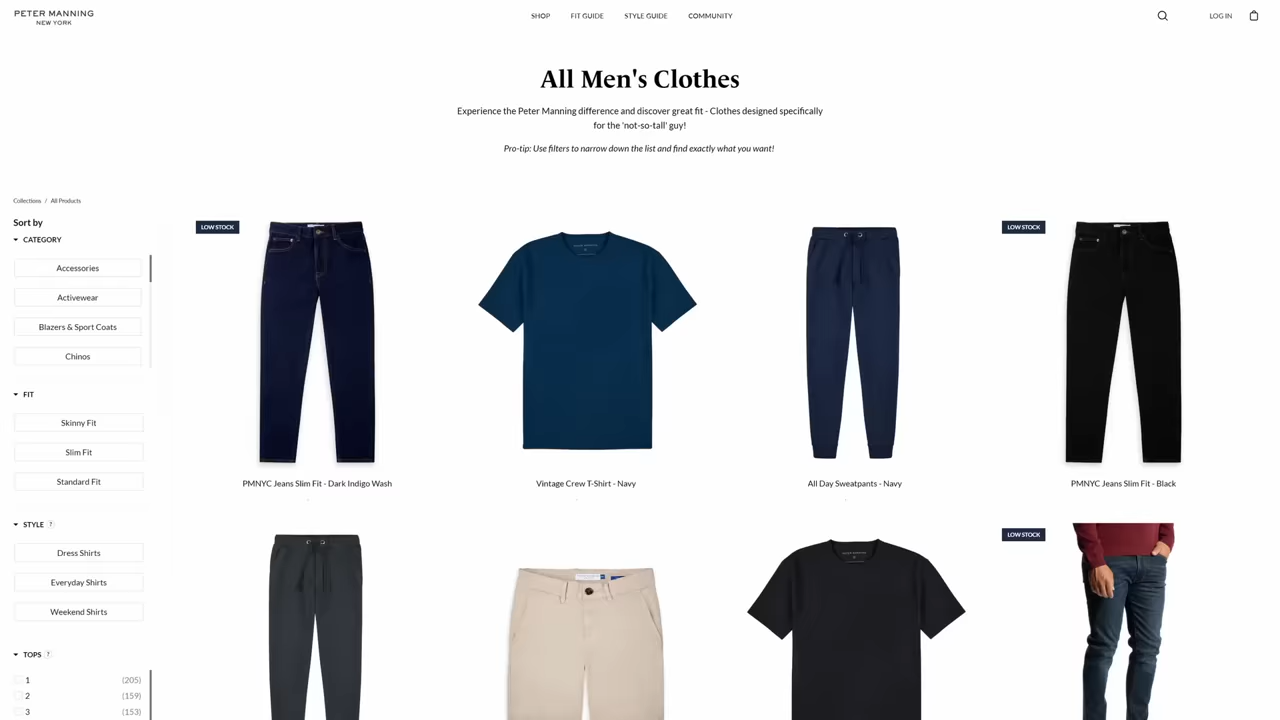 PETER MANNING
NEW YORK
SHOP
FIT GUIDE
STYLE GUIDE
COMMUNITY
LOG IN
All Men's Clothes
Experience the Peter Manning difference and discover great fit - Clothes designed specifically
for the 'not-so-tall' guy!
Pro-tip: Use filters to narrow down the list and find exactly what you want!
Collections / All Products
Sort by
CATEGORY
Accessories
Activewear
Blazers & Sport Coats
Chinos
FIT
Skinny Fit
Slim Fit
Standard Fit
STYLE ?
Dress Shirts
Everyday Shirts
Weekend Shirts
TOPS ?
1 (205)
2 (159)
3 (153)
LOW STOCK
PMNYC Jeans Slim Fit - Dark Indigo Wash
Vintage Crew T-Shirt - Navy
All Day Sweatpants - Navy
LOW STOCK
PMNYC Jeans Slim Fit - Black
LOW STOCK